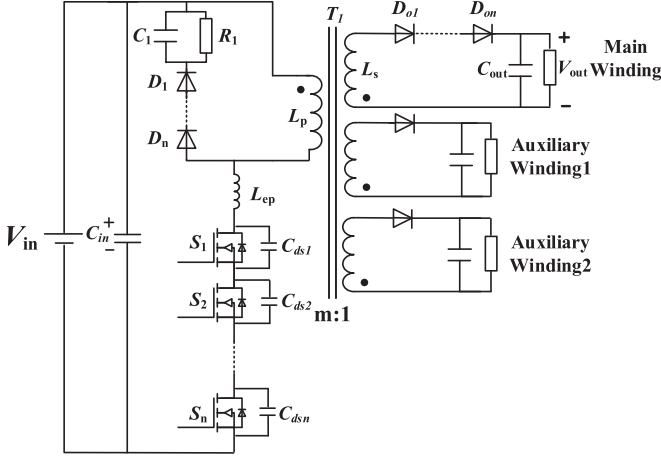 T1
Do1
Don
C1
R1
Main
Winding
+
Vout
−
Cout
Ls
D1
Lp
Dn
Auxiliary
Winding1
Lep
Vin
Cin
+
−
S1
Cds1
Auxiliary
Winding2
S2
Cds2
m:1
Sn
Cdsn